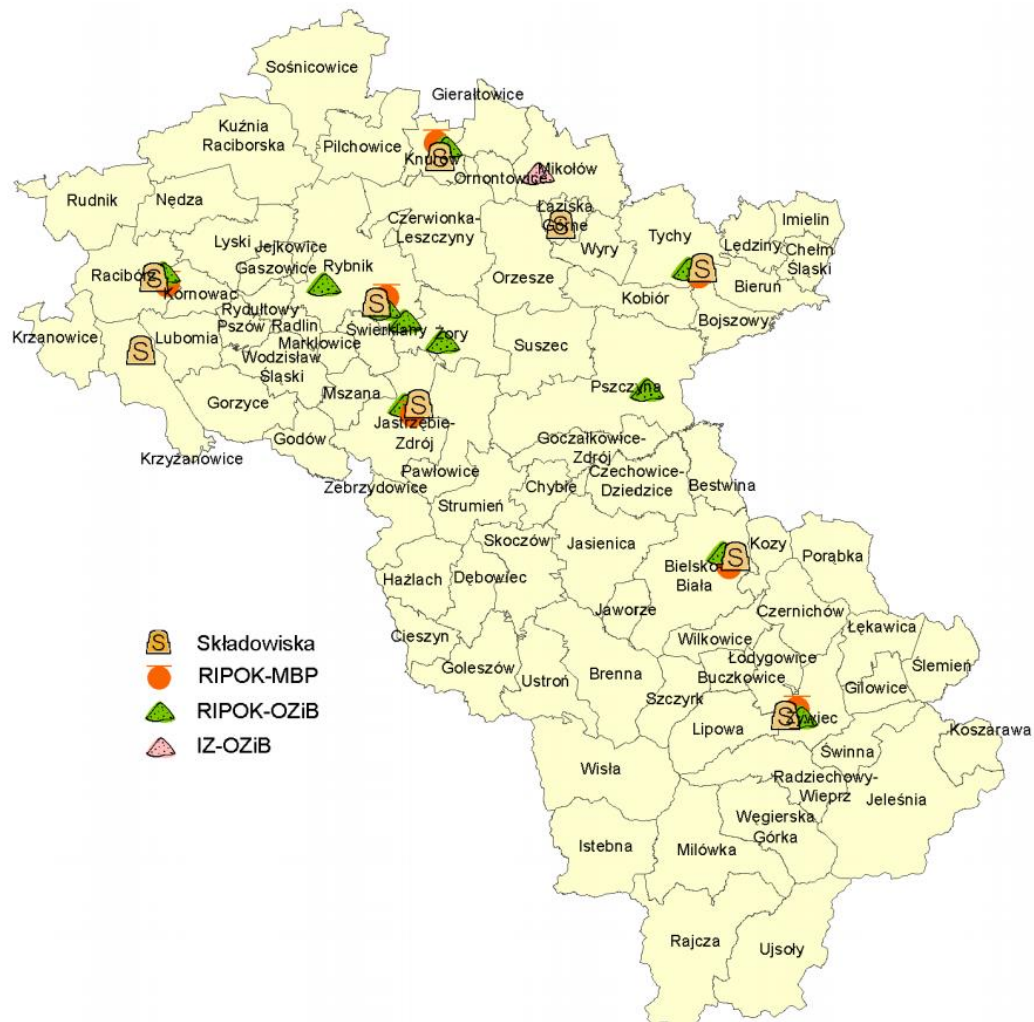 Sośnicowice
Gierałtowice
Kuźnia
Raciborska
Pilchowice
Knurów
Ornontowice
Mikołów
Rudnik
Nędza
Łaziska
Górne
Imielin
Czerwionka-
Leszczyny
Tychy
Lędziny
Lyski
Jejkowice
Wyry
Chełm
Śląski
Racibórz
Gaszowice
Rybnik
Orzesze
Bieruń
Kornowac
Kobiór
Rydułtowy
Bojszowy
Krzanowice
Lubomia
Pszów
Radlin
Świerklany
Żory
Marklowice
Suszec
Wodzisław
Śląski
Mszana
Pszczyna
Gorzyce
Jastrzębie-
Zdrój
Godów
Goczałkowice-
Zdrój
Krzyżanowice
Pawłowice
Czechowice-
Dziedzice
Zebrzydowice
Chybie
Bestwina
Strumień
Skoczów
Jasienica
Kozy
Porąbka
Hażlach
Dębowiec
Bielsko-
Biała
Jaworze
Czernichów
Cieszyn
Wilkowice
Łękawica
Goleszów
Ustroń
Brenna
Łodygowice
Buczkowice
Ślemień
Szczyrk
Gilowice
Lipowa
Żywiec
Koszarawa
Wisła
Świnna
Radziechowy-
Wieprz
Jeleśnia
Węgierska
Górka
Istebna
Milówka
Rajcza
Ujsoły
S
S
S
S
S
S
S
S
S
S Składowiska
RIPOK-MBP
RIPOK-OZiB
IZ-OZiB